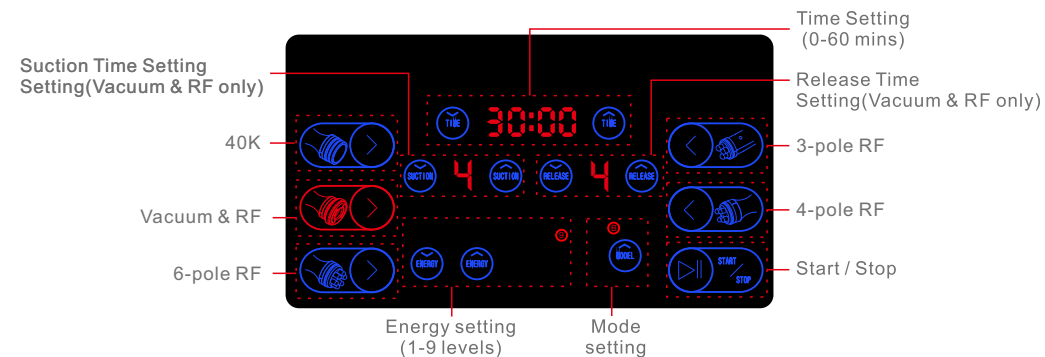 Time Setting
(0-60 mins)
Suction Time Setting
Setting(Vacuum & RF only)
Release Time
Setting(Vacuum & RF only)
TIME
30:00
TIME
40K
3-pole RF
SUCTION
4
SUCTION
RELEASE
4
RELEASE
Vacuum & RF
4-pole RF
ENERGY
ENERGY
MODEL
6-pole RF
START
/
STOP
Start / Stop
Energy setting
(1-9 levels)
Mode
setting